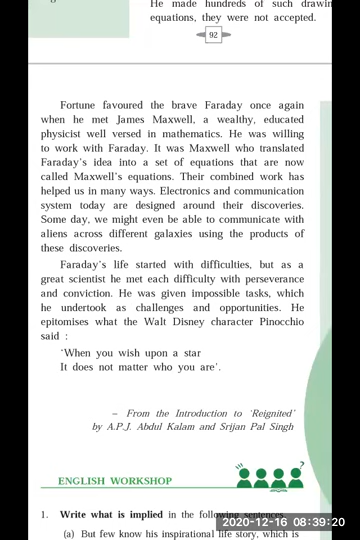 He made hundreds of such drawin
equations, they were not accepted.
92
Fortune favoured the brave Faraday once again
when he met James Maxwell, a wealthy, educated
physicist well versed in mathematics. He was willing
to work with Faraday. It was Maxwell who translated
Faraday's idea into a set of equations that are now
called Maxwell's equations. Their combined work has
helped us in many ways. Electronics and communication
system today are designed around their discoveries.
Some day, we might even be able to communicate with
aliens across different galaxies using the products of
these discoveries.
Faraday's life started with difficulties, but as a
great scientist he met each difficulty with perseverance
and conviction. He was given impossible tasks, which
he undertook as challenges and opportunities. He
epitomises what the Walt Disney character Pinocchio
said :
'When you wish upon a star
It does not matter who you are'.
– From the Introduction to 'Reignited'
by A.P.J. Abdul Kalam and Srijan Pal Singh
ENGLISH WORKSHOP
1. Write what is implied in the following sentences.
2020-12-16 08:39:20
(a) But few know his inspirational life story, which is